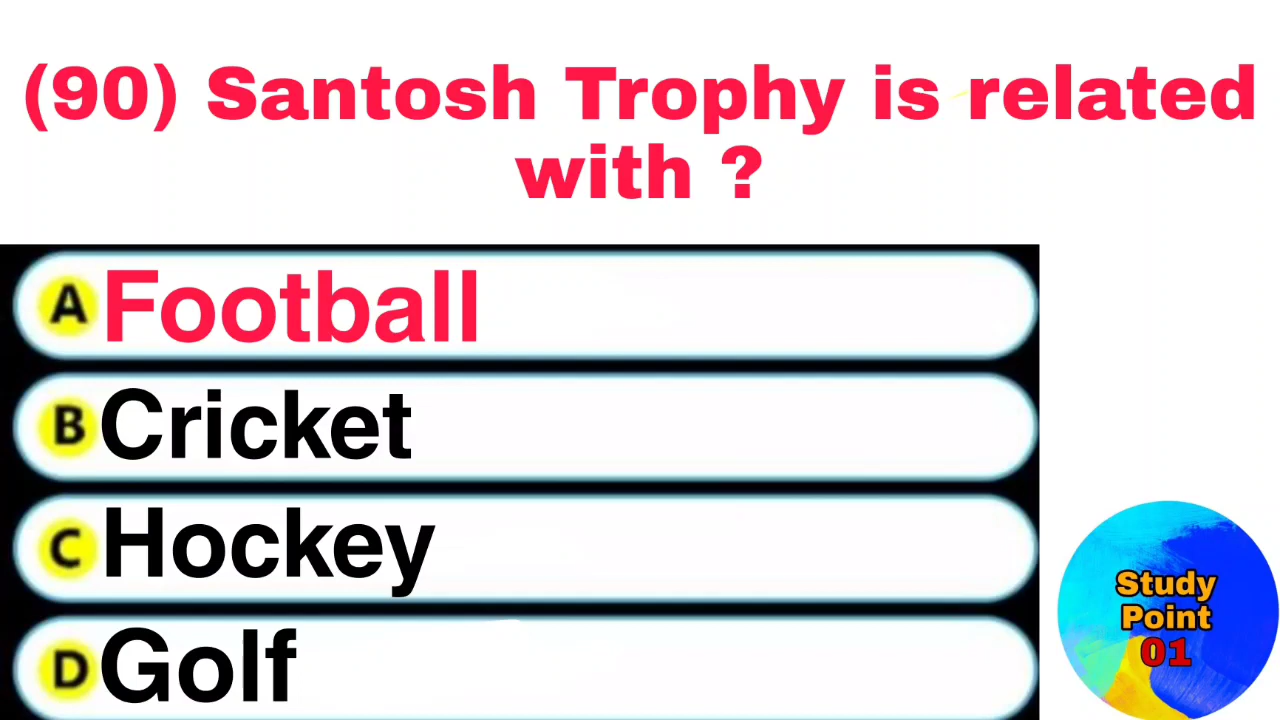 (90) Santosh Trophy is related
with ?
A Football
B Cricket
C Hockey
D Golf
Study
Point
01